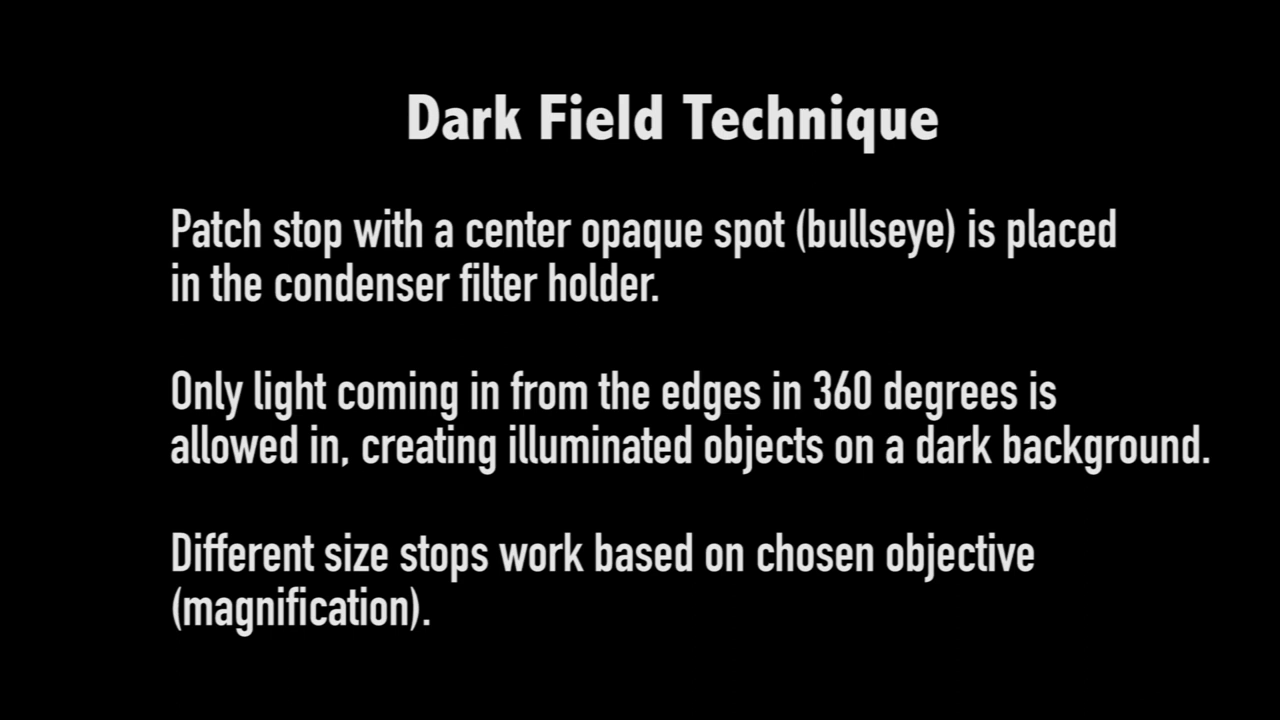 Dark Field Technique
Patch stop with a center opaque spot (bullseye) is placed
in the condenser filter holder.
Only light coming in from the edges in 360 degrees is
allowed in, creating illuminated objects on a dark background.
Different size stops work based on chosen objective
(magnification).